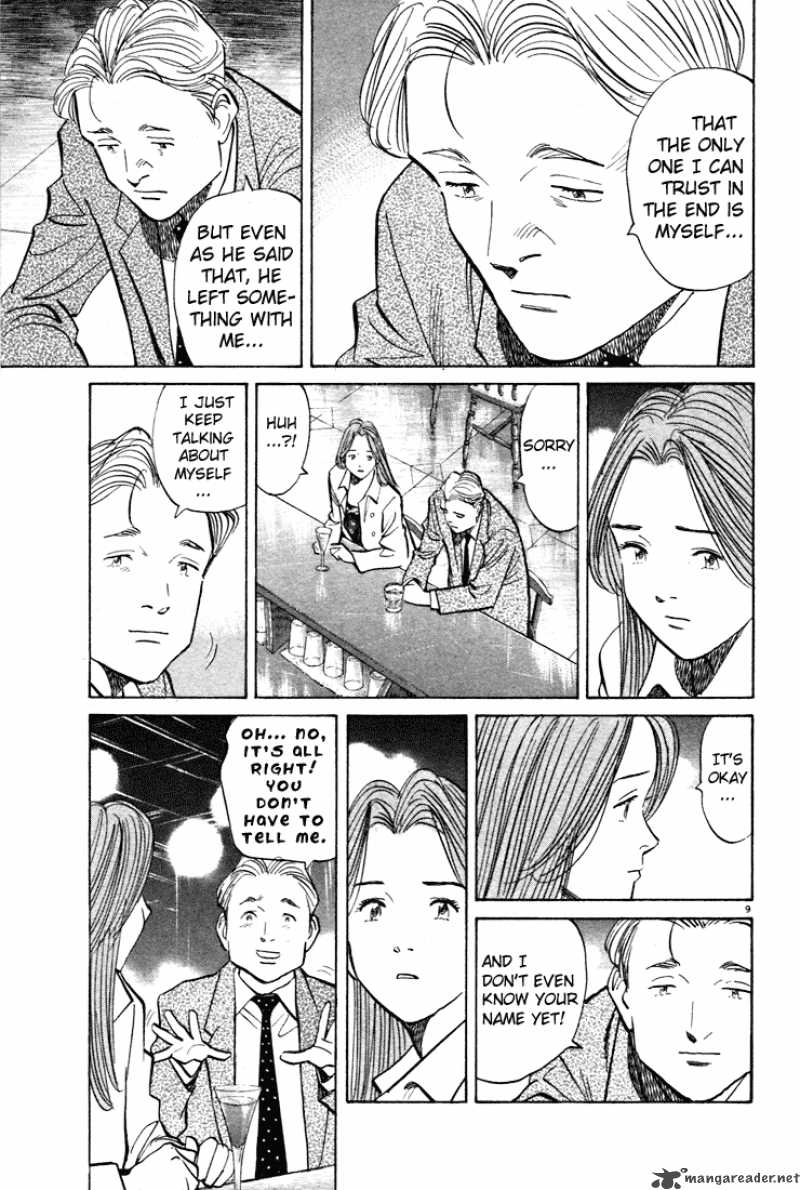 THAT
THE ONLY
ONE I CAN
TRUST IN
THE END IS
MYSELF...
BUT EVEN
AS HE SAID
THAT, HE
LEFT SOME-
THING WITH
ME...
SORRY
...
HUH
...?!
I JUST
KEEP
TALKING
ABOUT
MYSELF
...
IT'S
OKAY
...
9
AND I
DON'T EVEN
KNOW YOUR
NAME YET!
OH... NO,
IT'S ALL
RIGHT!
YOU
DON'T
HAVE TO
TELL ME.
mangareader.net